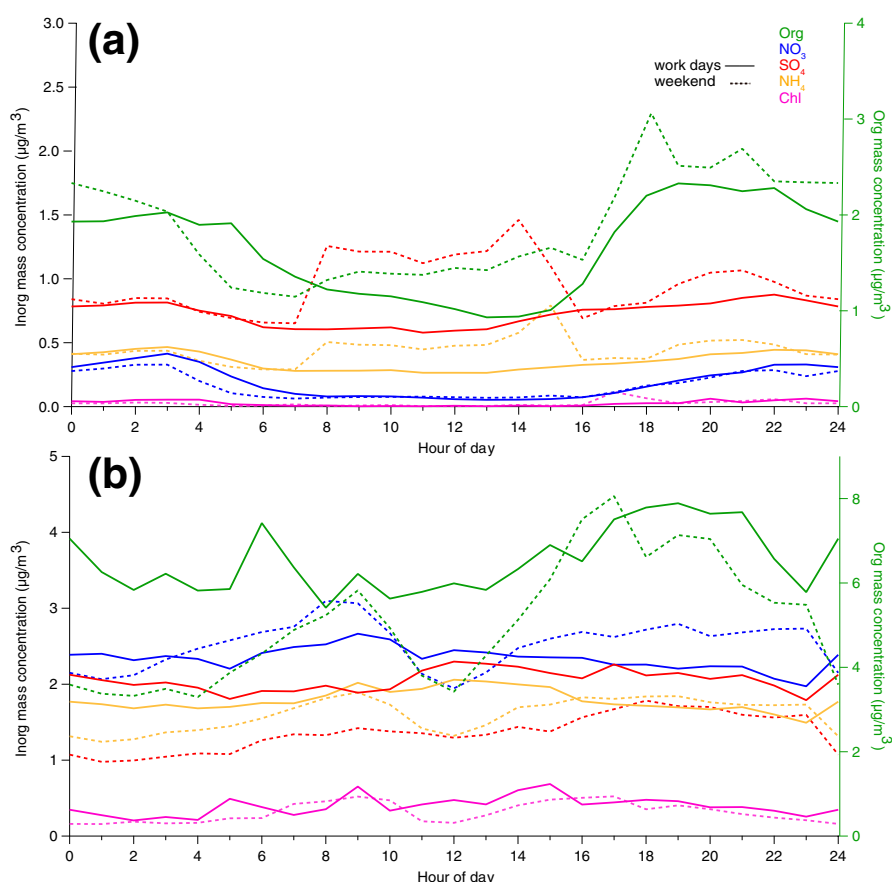 (a)
3.0
2.5
2.0
1.5
1.0
0.5
0.0
Inorg mass concentration (µg/m³)
4
3
2
1
0
Org mass concentration (µg/m³)
work days
weekend
Org
NO₃
SO₄
NH₄
Chl
0 2 4 6 8 10 12 14 16 18 20 22 24
Hour of day
(b)
5
4
3
2
1
0
Inorg mass concentration (µg/m³)
8
6
4
2
0
Org mass concentration (µg/m³)
0 2 4 6 8 10 12 14 16 18 20 22 24
Hour of day